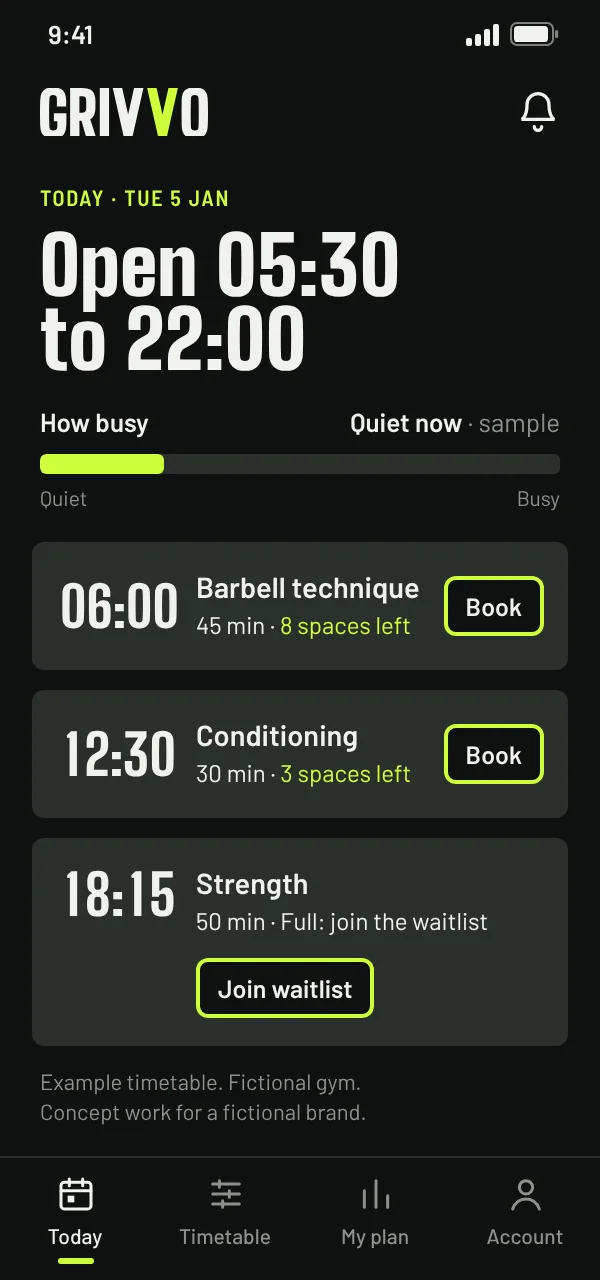 9:41
GRIVVO
TODAY · TUE 5 JAN
Open 05:30
to 22:00
How busy
Quiet now · sample
Quiet
Busy
06:00
Barbell technique
45 min · 8 spaces left
Book
12:30
Conditioning
30 min · 3 spaces left
Book
18:15
Strength
50 min · Full: join the waitlist
Join waitlist
Example timetable. Fictional gym.
Concept work for a fictional brand.
Today
Timetable
My plan
Account